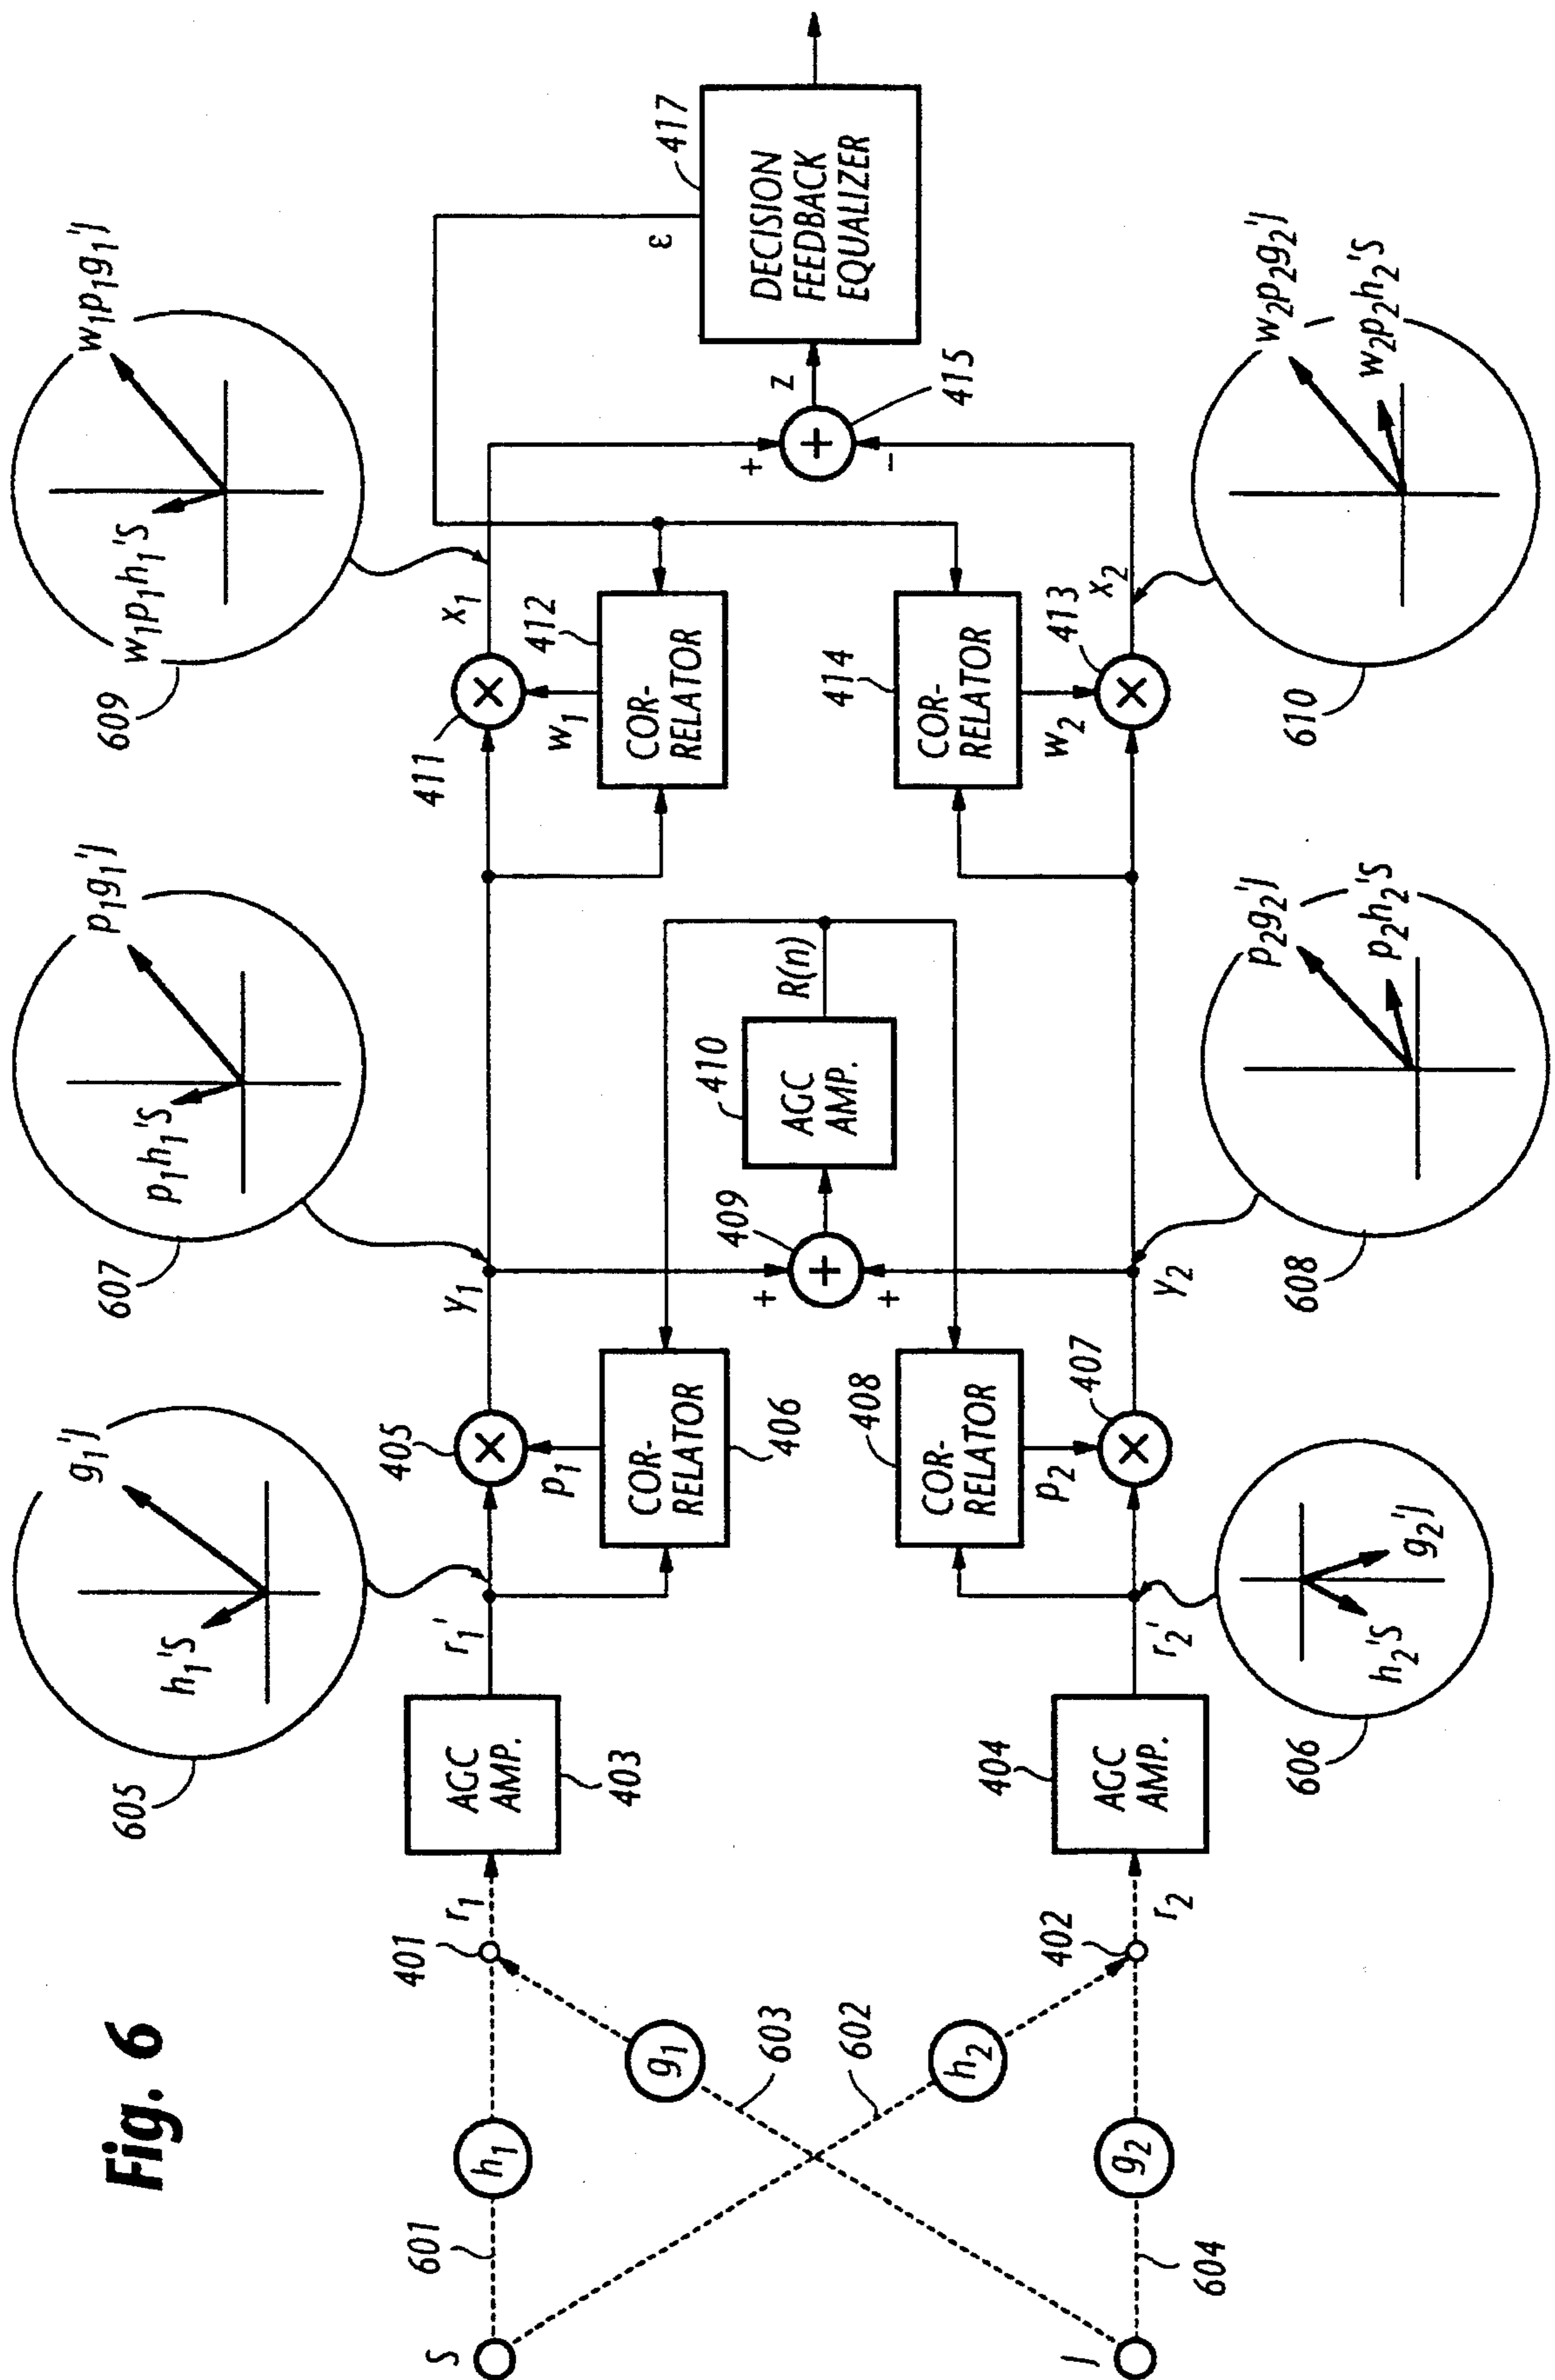 Fig. 6
605
h₁'S
g₁'J
607
p₁h₁'S
p₁g₁'J
609
w₁p₁h₁'S
w₁p₁g₁'J
S
601
h₁
401
r₁
AGC
AMP.
403
r₁'
405
p₁
COR-
RELATOR
406
y₁
411
w₁
COR-
RELATOR
412
x₁
ε
417
DECISION
FEEDBACK
EQUALIZER
g₁
603
602
h₂
+
409
+
+
410
AGC
AMP.
R(n)
+
+
−
z
415
J
604
g₂
402
r₂
404
AGC
AMP.
r₂'
408
COR-
RELATOR
p₂
407
y₂
414
COR-
RELATOR
w₂
413
x₂
606
h₂'S
g₂'J
608
p₂g₂'J
p₂h₂'S
610
w₂p₂g₂'J
w₂p₂h₂'S